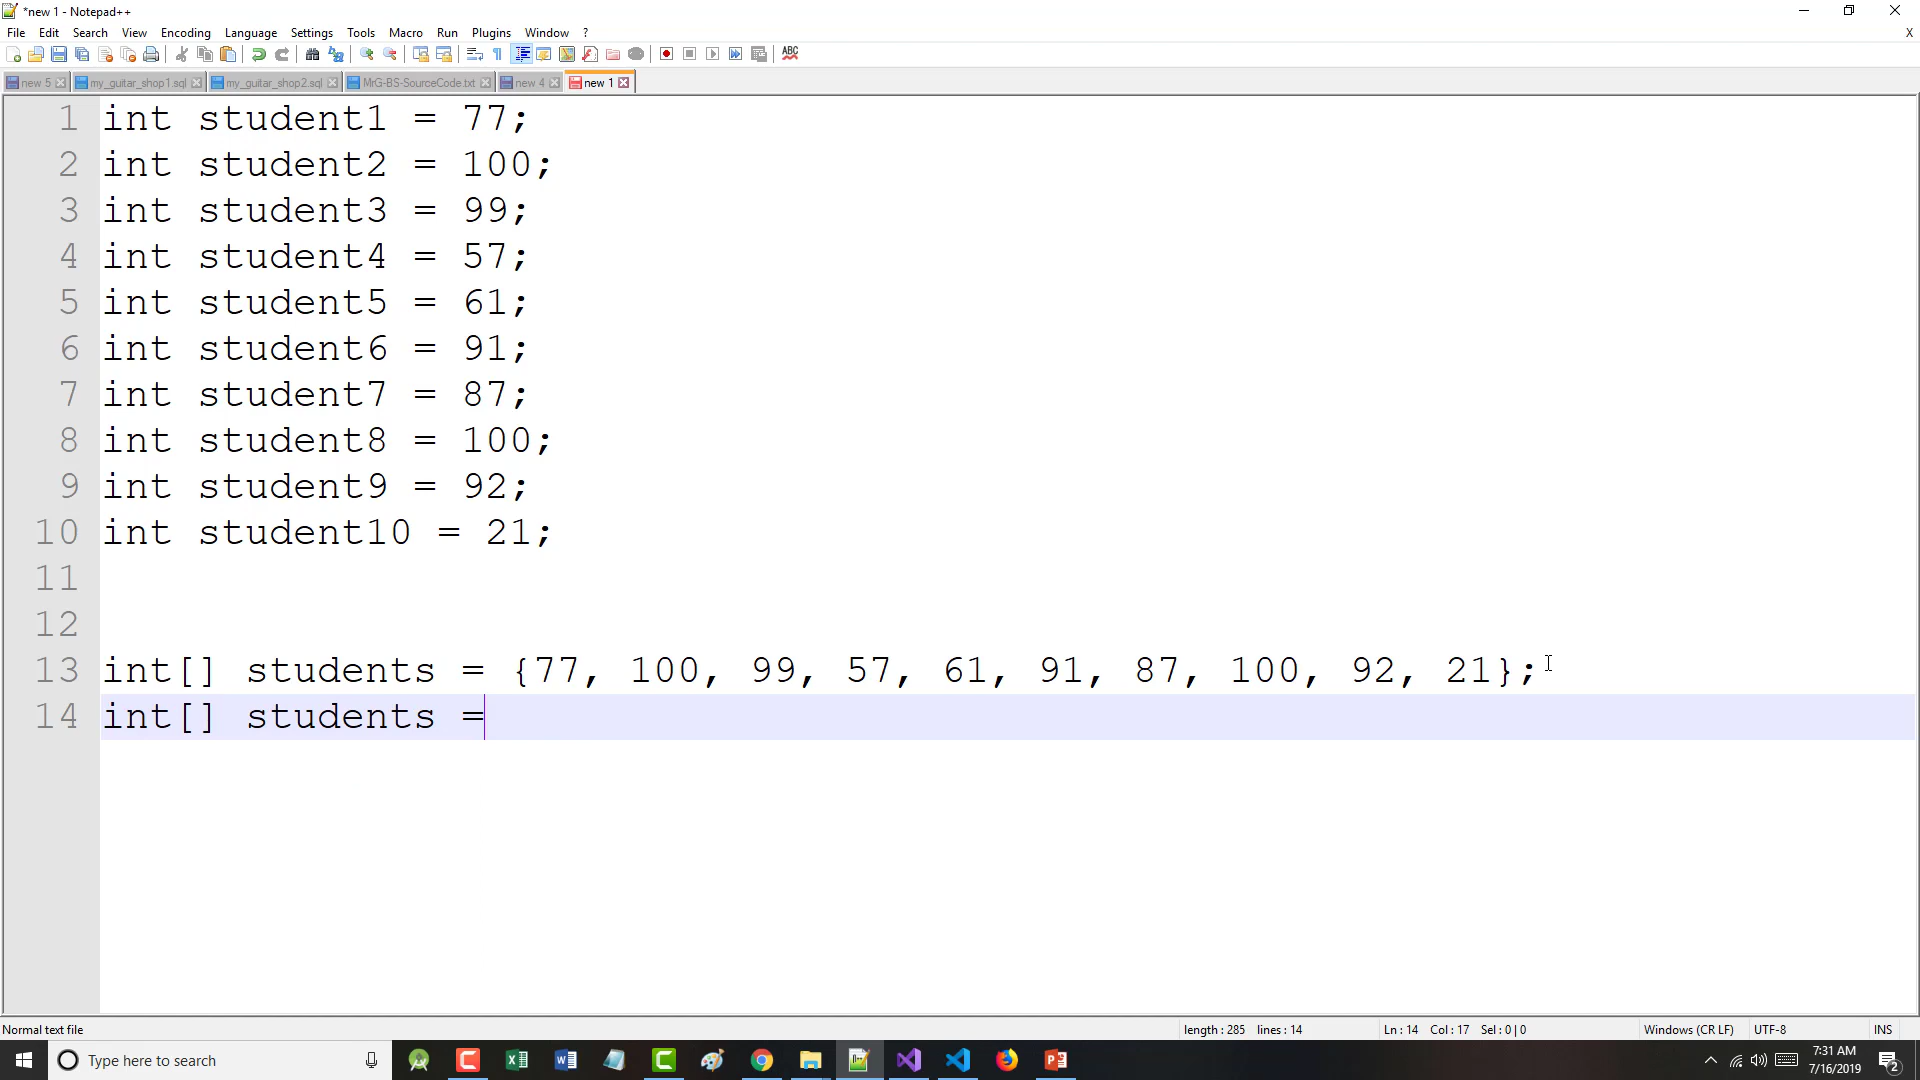 *new 1 - Notepad++
File Edit Search View Encoding Language Settings Tools Macro Run Plugins Window ? X
ABC
new 5 my_guitar_shop1.sql my_guitar_shop2.sql MrG-BS-SourceCode.txt new 4 new 1
1 int student1 = 77;
2 int student2 = 100;
3 int student3 = 99;
4 int student4 = 57;
5 int student5 = 61;
6 int student6 = 91;
7 int student7 = 87;
8 int student8 = 100;
9 int student9 = 92;
10 int student10 = 21;
11
12
13 int[] students = {77, 100, 99, 57, 61, 91, 87, 100, 92, 21};
14 int[] students =
Normal text file length : 285 lines : 14 Ln : 14 Col : 17 Sel : 0 | 0 Windows (CR LF) UTF-8 INS
Type here to search 7:31 AM
7/16/2019 2